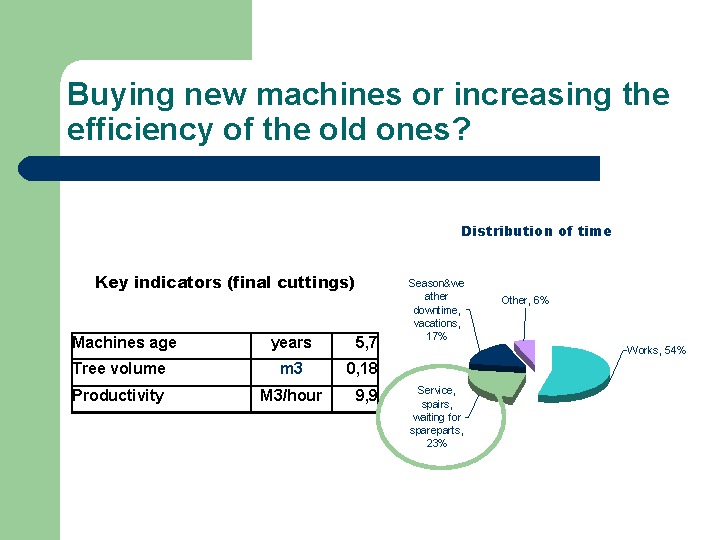 Buying new machines or increasing the
efficiency of the old ones?
Distribution of time
Key indicators (final cuttings)
Machines age years 5,7
Tree volume m3 0,18
Productivity M3/hour 9,9
Season&we
ather
downtime,
vacations,
17%
Other, 6%
Works, 54%
Service,
spairs,
waiting for
spareparts,
23%